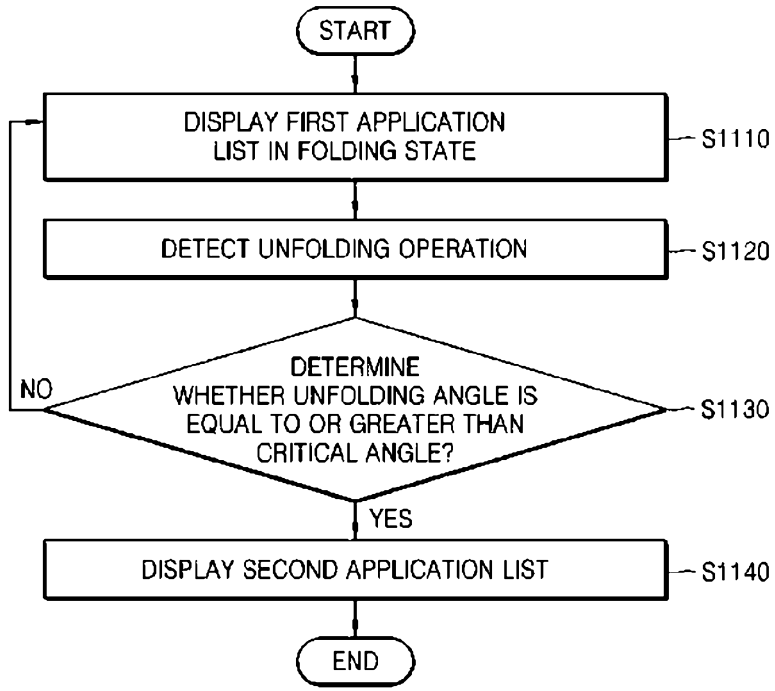 START
DISPLAY FIRST APPLICATION
LIST IN FOLDING STATE
S1110
DETECT UNFOLDING OPERATION
S1120
DETERMINE
WHETHER UNFOLDING ANGLE IS
EQUAL TO OR GREATER THAN
CRITICAL ANGLE?
S1130
NO
YES
DISPLAY SECOND APPLICATION LIST
S1140
END